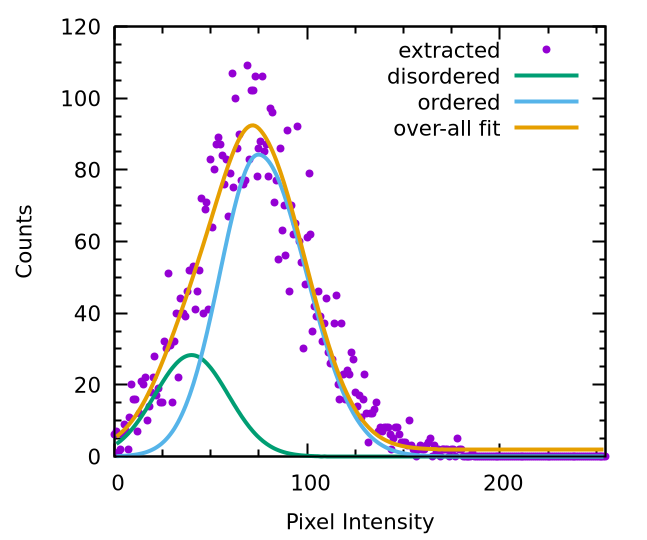 120
100
80
60
40
20
0
0 100 200
Counts
Pixel Intensity
extracted
disordered
ordered
over-all fit